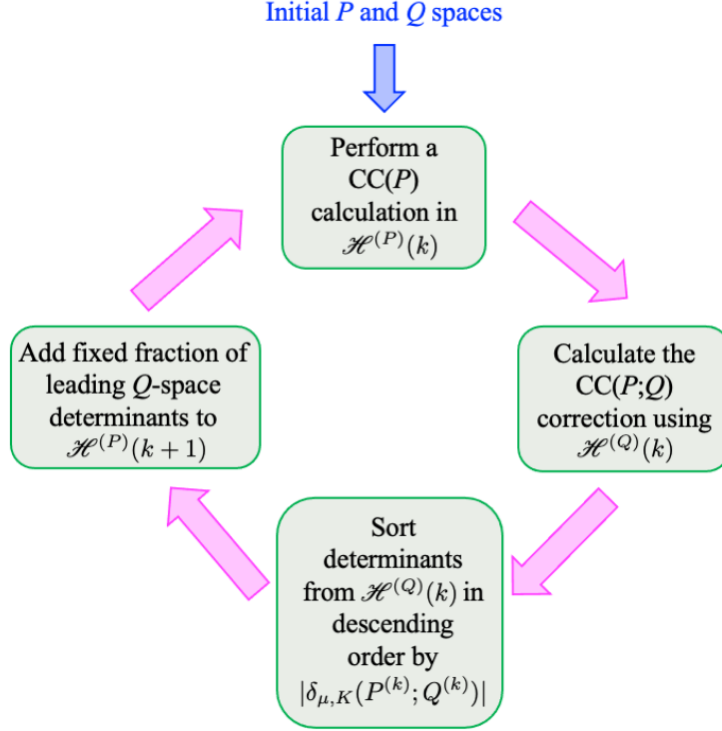 Initial P and Q spaces
Perform a
CC(P)
calculation in
ℋ^(P)(k)
Calculate the
CC(P;Q)
correction using
ℋ^(Q)(k)
Sort
determinants
from ℋ^(Q)(k) in
descending
order by
|δ_μ,K(P^(k); Q^(k))|
Add fixed fraction of
leading Q-space
determinants to
ℋ^(P)(k + 1)